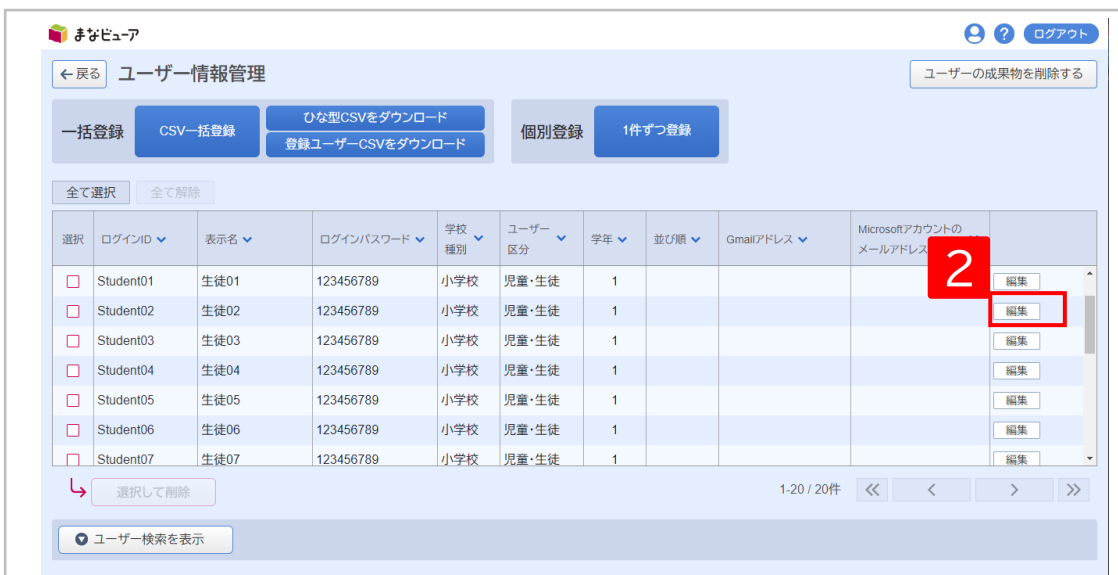 まなビューア
? ログアウト
←戻る ユーザー情報管理 ユーザーの成果物を削除する
一括登録 CSV一括登録 ひな型CSVをダウンロード
登録ユーザーCSVをダウンロード
個別登録 1件ずつ登録
全て選択 全て解除
選択 ログインID 表示名 ログインパスワード 学校種別 ユーザー区分 学年 並び順 Gmailアドレス Microsoftアカウントのメールアドレス
2
Student01 生徒01 123456789 小学校 児童・生徒 1 編集
Student02 生徒02 123456789 小学校 児童・生徒 1 編集
Student03 生徒03 123456789 小学校 児童・生徒 1 編集
Student04 生徒04 123456789 小学校 児童・生徒 1 編集
Student05 生徒05 123456789 小学校 児童・生徒 1 編集
Student06 生徒06 123456789 小学校 児童・生徒 1 編集
Student07 生徒07 123456789 小学校 児童・生徒 1 編集
選択して削除 1-20 / 20件
ユーザー検索を表示